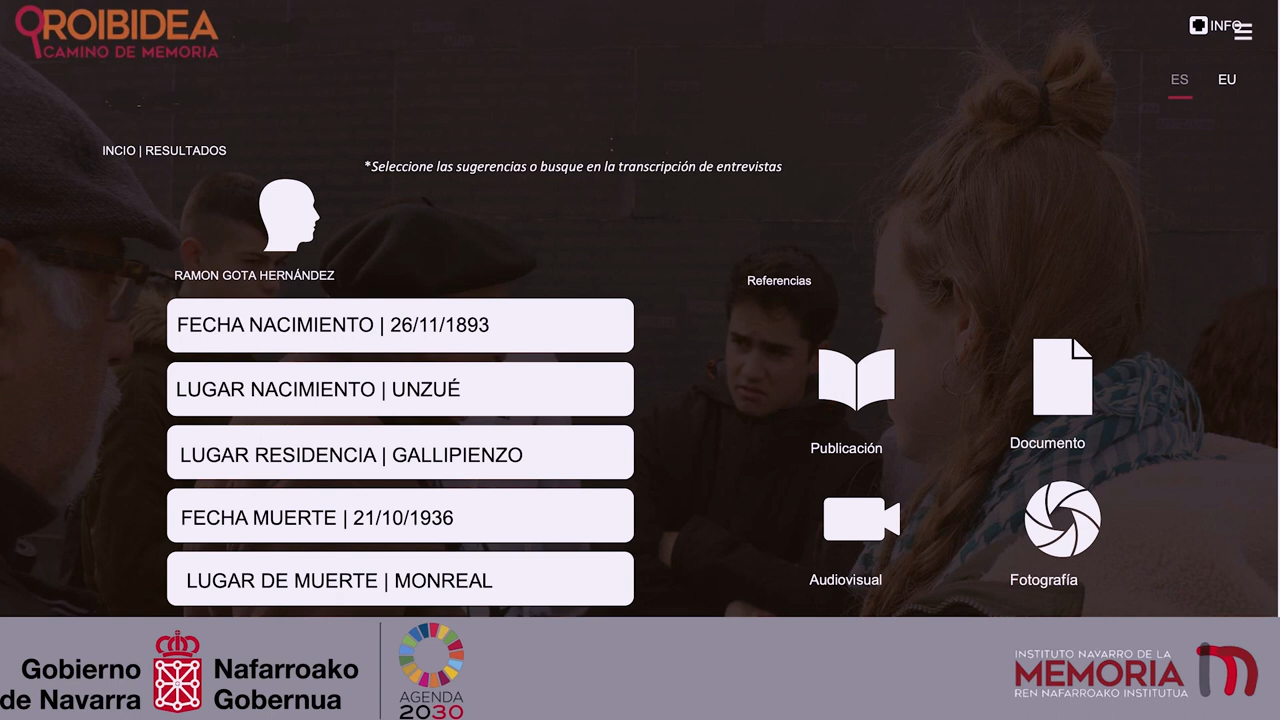 OROIBIDEA
CAMINO DE MEMORIA
INFO
ES EU
INCIO | RESULTADOS
*Seleccione las sugerencias o busque en la transcripción de entrevistas
RAMON GOTA HERNÁNDEZ
Referencias
FECHA NACIMIENTO | 26/11/1893
LUGAR NACIMIENTO | UNZUÉ
LUGAR RESIDENCIA | GALLIPIENZO
FECHA MUERTE | 21/10/1936
LUGAR DE MUERTE | MONREAL
Publicación
Documento
Audiovisual
Fotografía
Gobierno
de Navarra
Nafarroako
Gobernua
AGENDA
2030
INSTITUTO NAVARRO DE LA
MEMORIA
REN NAFARROAKO INSTITUTUA